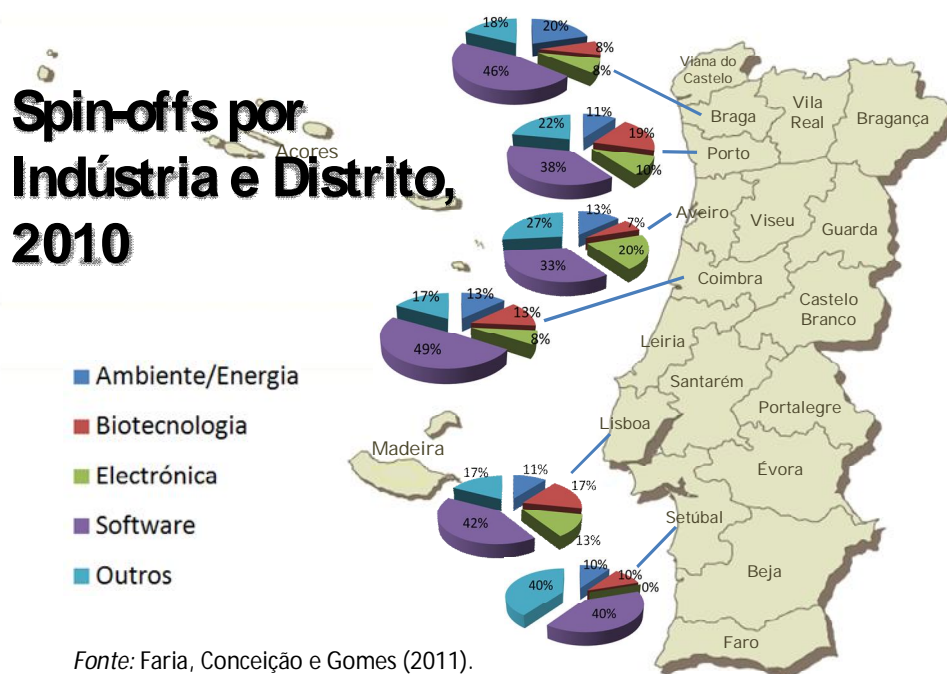 Spin-offs por
Indústria e Distrito,
2010
Açores
Madeira
18%
20%
8%
8%
46%
22%
11%
19%
10%
38%
27%
13%
7%
20%
33%
17%
13%
13%
8%
49%
17%
11%
17%
13%
42%
40%
10%
10%
0%
40%
Viana do
Castelo
Braga
Vila
Real
Bragança
Porto
Aveiro
Viseu
Guarda
Coimbra
Castelo
Branco
Leiria
Santarém
Portalegre
Lisboa
Évora
Setúbal
Beja
Faro
Ambiente/Energia
Biotecnologia
Electrónica
Software
Outros
Fonte: Faria, Conceição e Gomes (2011).